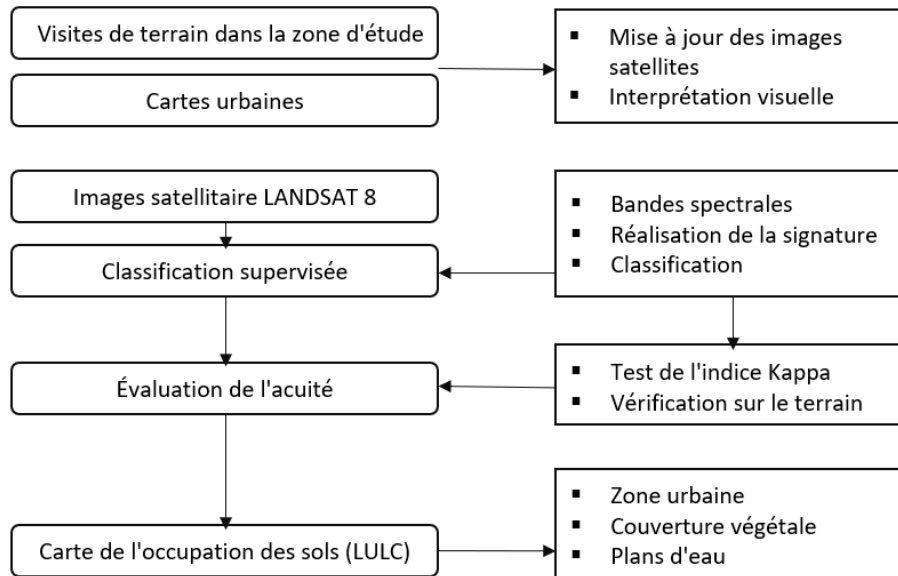 Visites de terrain dans la zone d'étude
Cartes urbaines
▪ Mise à jour des images
satellites
▪ Interprétation visuelle
Images satellitaire LANDSAT 8
Classification supervisée
▪ Bandes spectrales
▪ Réalisation de la signature
▪ Classification
Évaluation de l'acuité
▪ Test de l'indice Kappa
▪ Vérification sur le terrain
Carte de l'occupation des sols (LULC)
▪ Zone urbaine
▪ Couverture végétale
▪ Plans d'eau